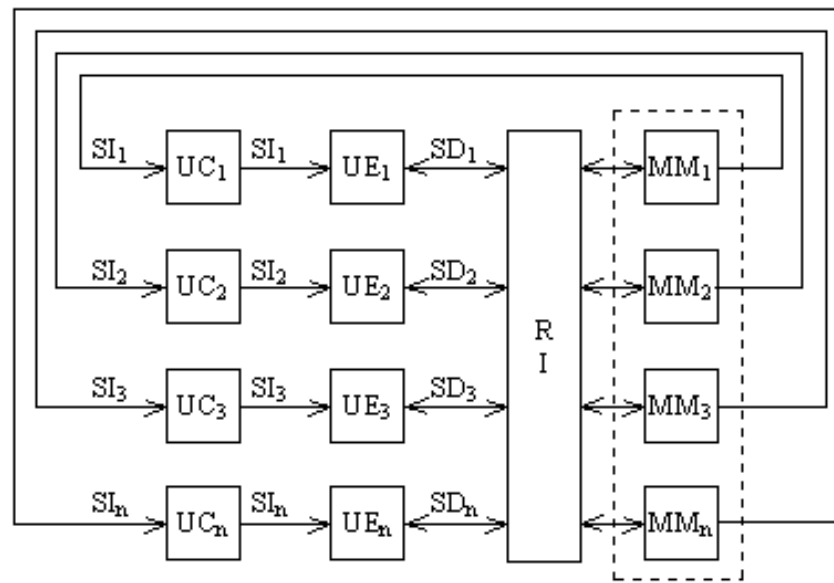 SI₁ UC₁ SI₁ UE₁ SD₁ MM₁
SI₂ UC₂ SI₂ UE₂ SD₂ MM₂
R
I
SI₃ UC₃ SI₃ UE₃ SD₃ MM₃
SIₙ UCₙ SIₙ UEₙ SDₙ MMₙ